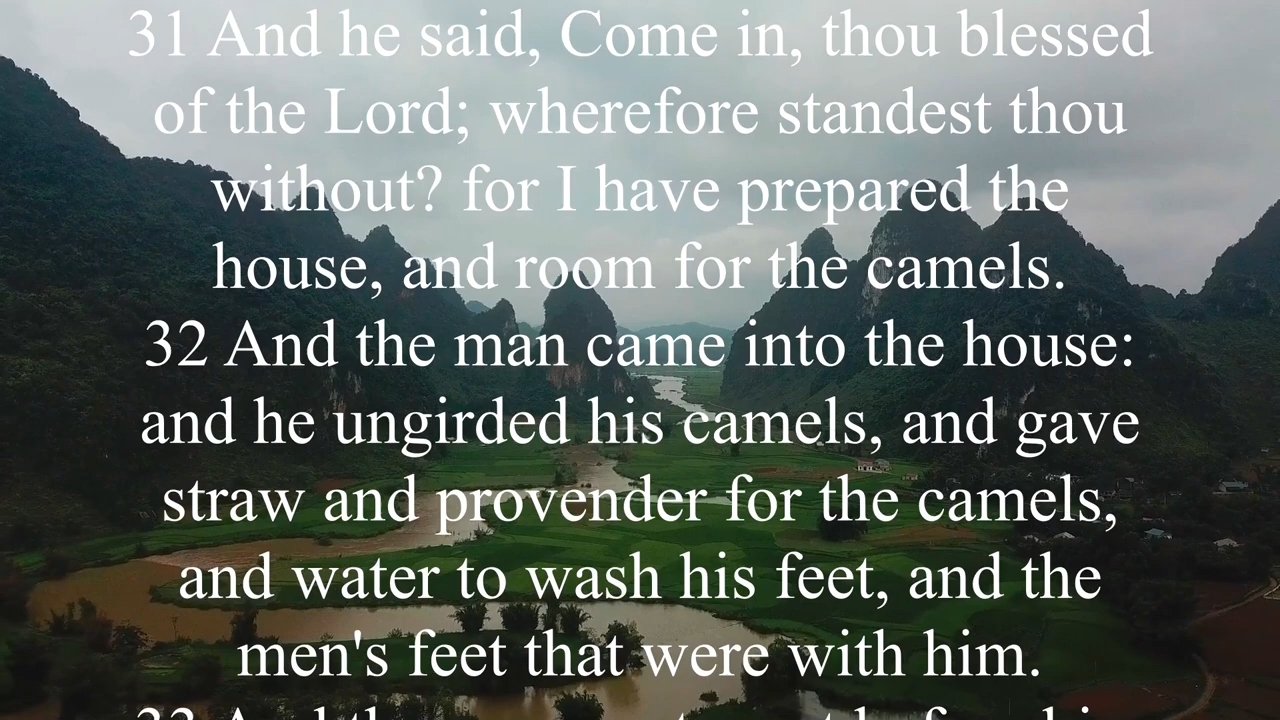 31 And he said, Come in, thou blessed
of the Lord; wherefore standest thou
without? for I have prepared the
house, and room for the camels.
32 And the man came into the house:
and he ungirded his camels, and gave
straw and provender for the camels,
and water to wash his feet, and the
men's feet that were with him.
33 And